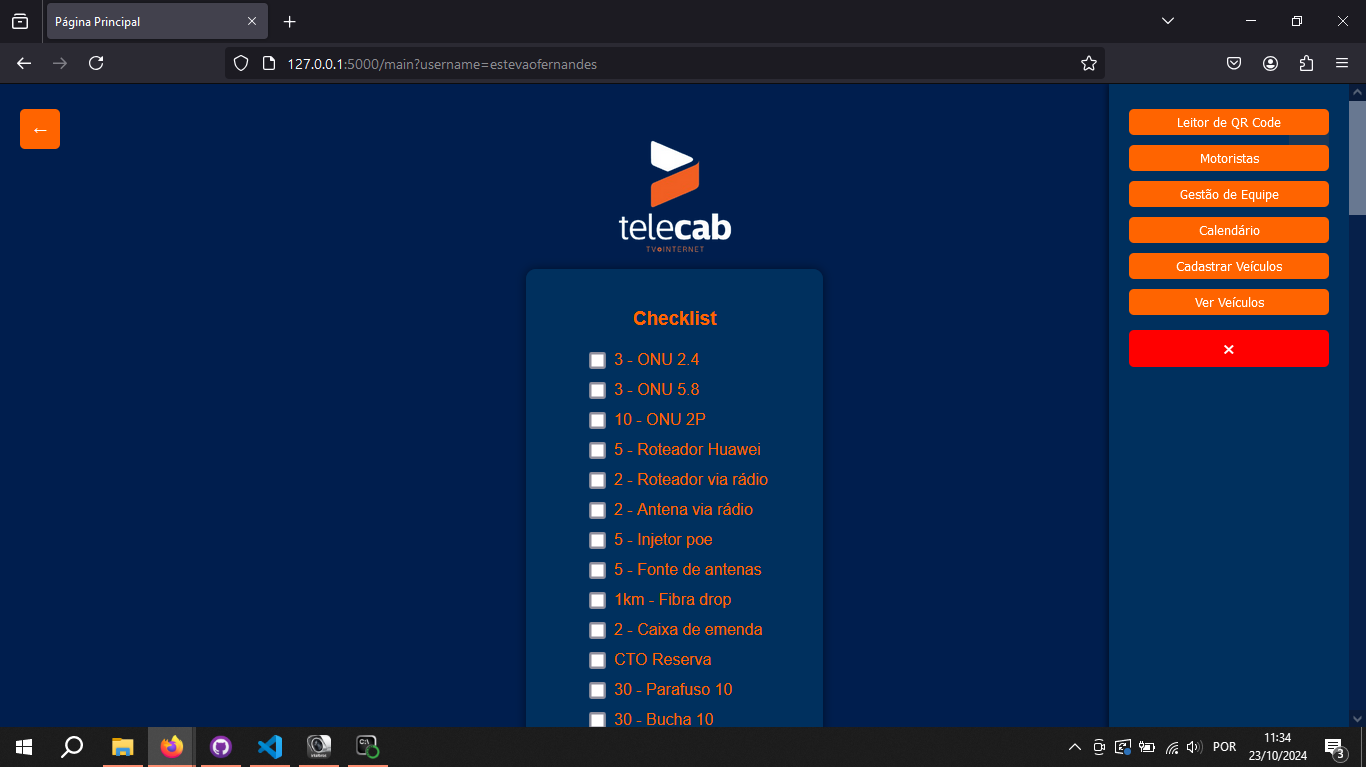 Página Principal
127.0.0.1:5000/main?username=estevaofernandes
←
telecab
TV INTERNET
Checklist
3 - ONU 2.4
3 - ONU 5.8
10 - ONU 2P
5 - Roteador Huawei
2 - Roteador via rádio
2 - Antena via rádio
5 - Injetor poe
5 - Fonte de antenas
1km - Fibra drop
2 - Caixa de emenda
CTO Reserva
30 - Parafuso 10
30 - Bucha 10
Leitor de QR Code
Motoristas
Gestão de Equipe
Calendário
Cadastrar Veículos
Ver Veículos
×
POR
11:34
23/10/2024
3